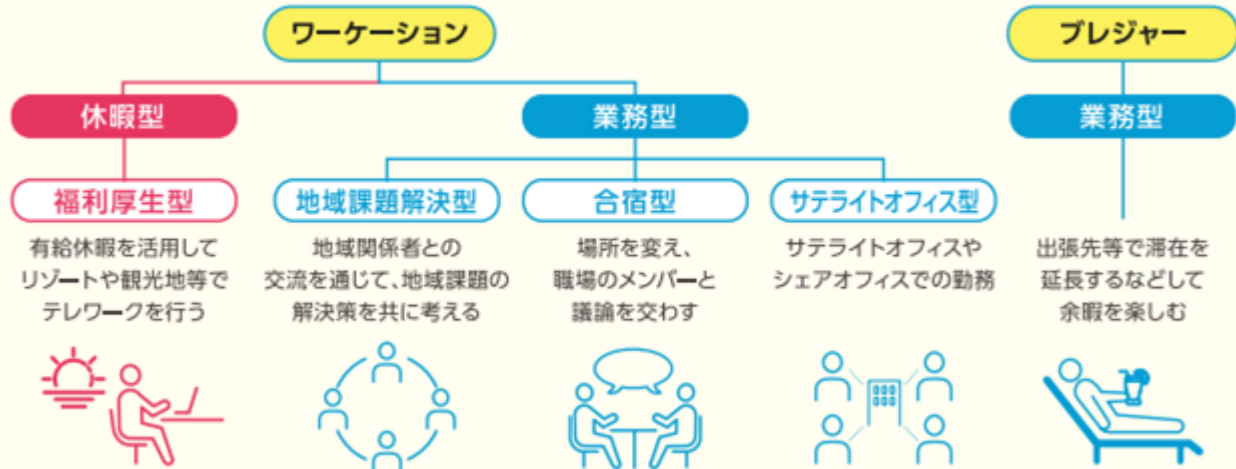 ワーケーション
ブレジャー
休暇型
業務型
業務型
福利厚生型
地域課題解決型
合宿型
サテライトオフィス型
有給休暇を活用して
リゾートや観光地等で
テレワークを行う
地域関係者との
交流を通じて、地域課題の
解決策を共に考える
場所を変え、
職場のメンバーと
議論を交わす
サテライトオフィスや
シェアオフィスでの勤務
出張先等で滞在を
延長するなどして
余暇を楽しむ